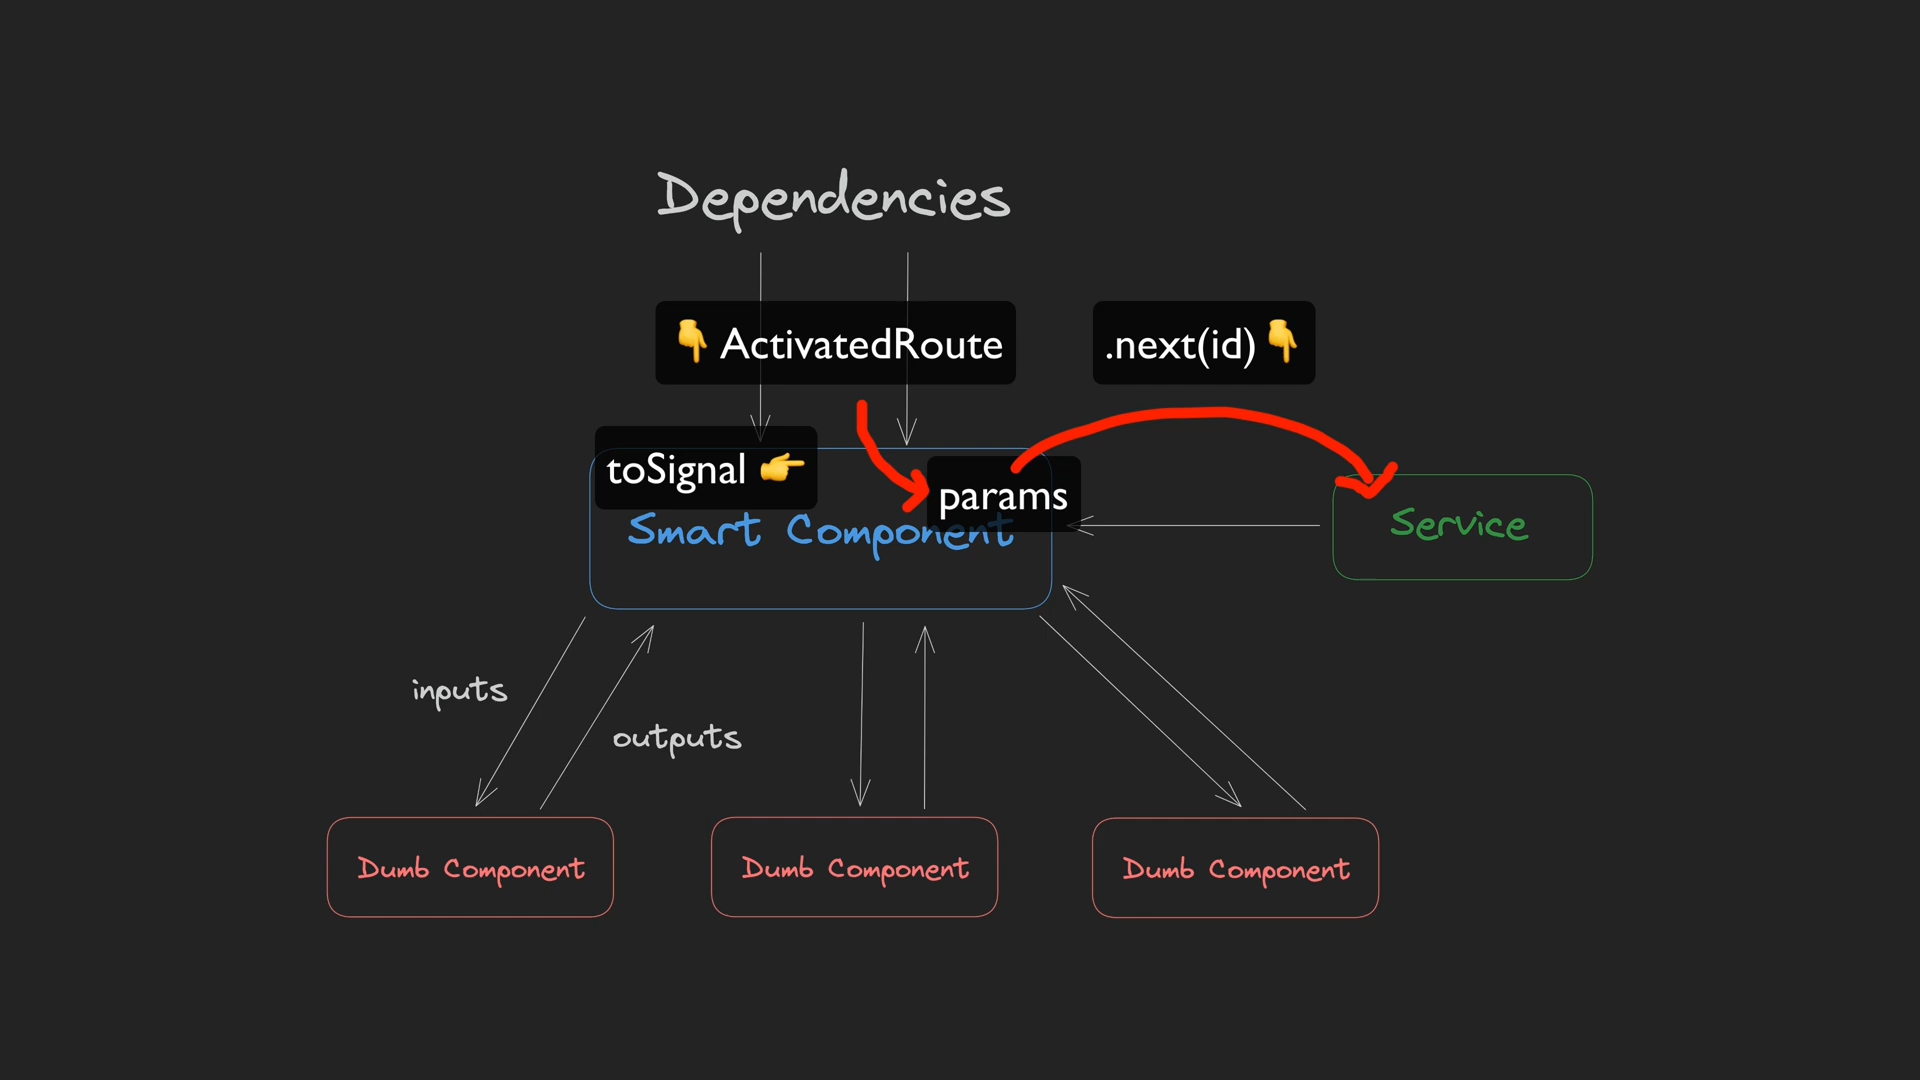 Dependencies
👇 ActivatedRoute
.next(id)👇
toSignal 👉
params
Smart Component
Service
inputs
outputs
Dumb Component
Dumb Component
Dumb Component